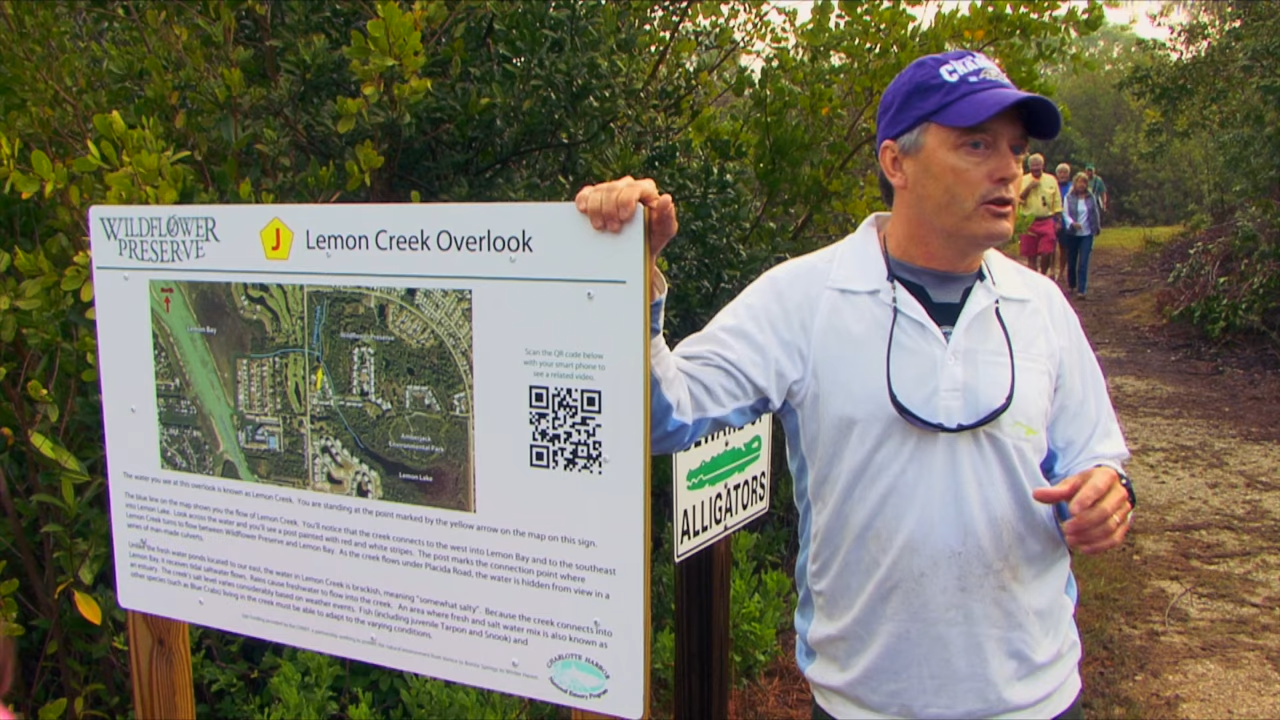 WILDFLOWER
PRESERVE
J
Lemon Creek Overlook
Lemon Bay
Wildflower Preserve
Amberjack
Environmental Park
Lemon Lake
Scan the QR code below
with your smart phone to
see a related video.
The water you see at this overlook is known as Lemon Creek. You are standing at the point marked by the yellow arrow on the map on this sign.
The blue line on the map shows you the flow of Lemon Creek. You'll notice that the creek connects to the west into Lemon Bay and to the southeast
into Lemon Lake. Look across the water and you'll see a post painted with red and white stripes. The post marks the connection point where
Lemon Creek turns to flow between Wildflower Preserve and Lemon Bay. As the creek flows under Placida Road, the water is hidden from view in a
series of man-made culverts.
Unlike the fresh water ponds located to our east, the water in Lemon Creek is brackish, meaning "somewhat salty". Because the creek connects into
Lemon Bay, it receives tidal saltwater flows. Rains cause freshwater to flow into the creek. An area where fresh and salt water mix is also known as
an estuary. The creek's salt level varies considerably based on weather events. Fish (including juvenile Tarpon and Snook) and
other species (such as Blue Crabs) living in the creek must be able to adapt to the varying conditions.
CHARLOTTE HARBOR
National Estuary Program
ALLIGATORS